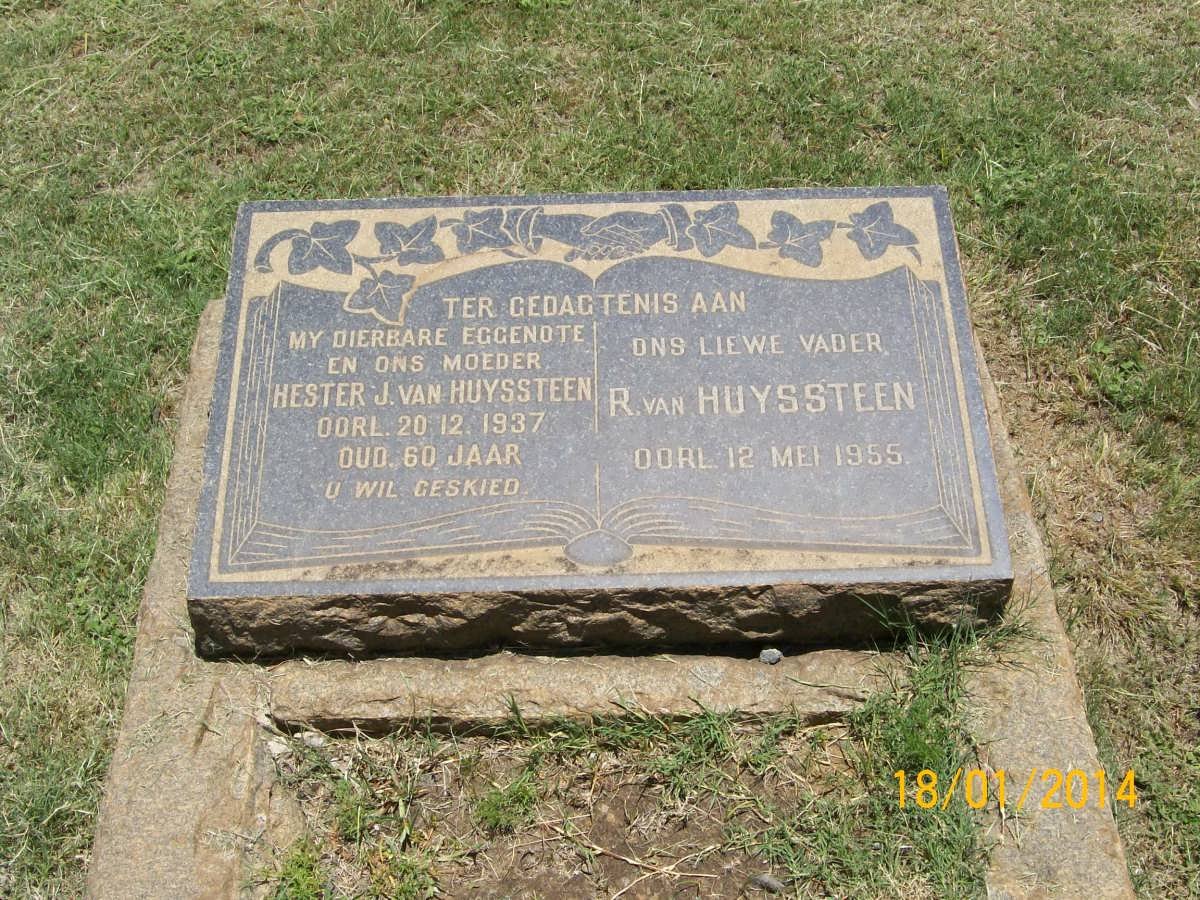 TER GEDAGTENIS AAN
MY DIERBARE EGGENOTE
EN ONS MOEDER
HESTER J. VAN HUYSSTEEN
OORL. 20.12.1937
OUD. 60 JAAR
U WIL GESKIED.
ONS LIEWE VADER
R. VAN HUYSSTEEN
OORL. 12 MEI 1955.
18/01/2014